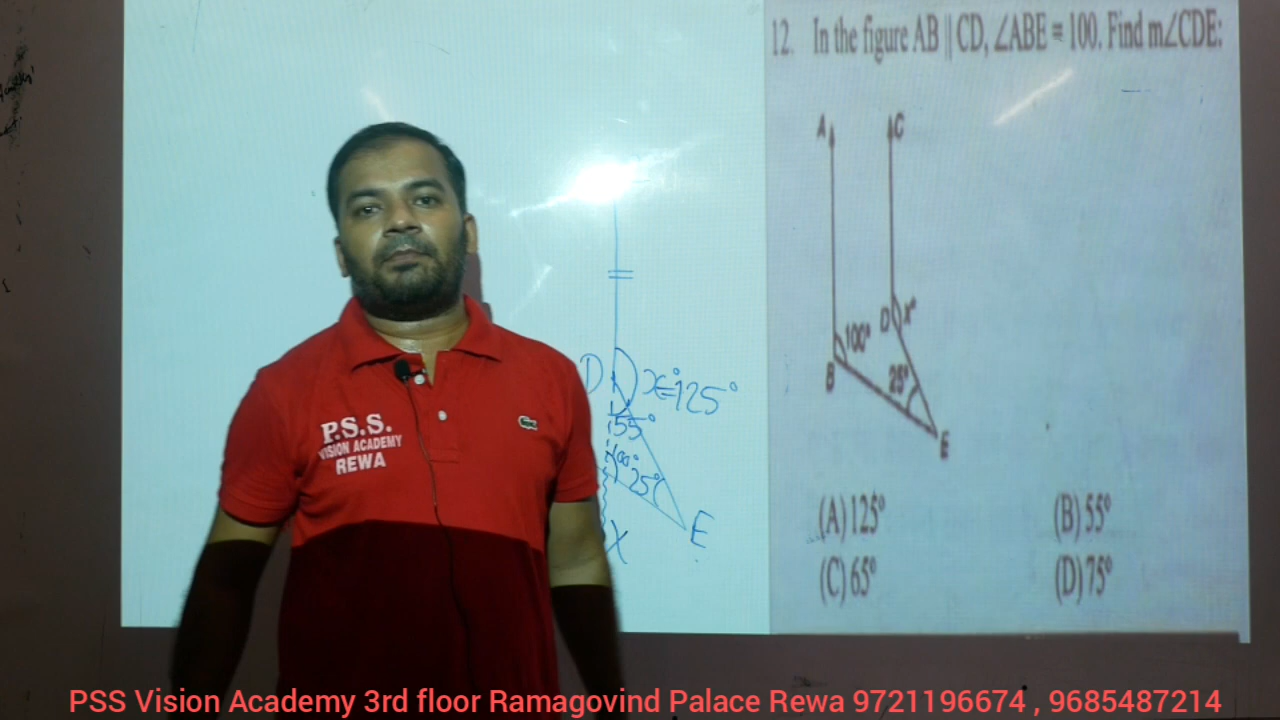 12. In the figure AB || CD, ∠ABE ≅ 100. Find m∠CDE:
A
C
D x°
100°
B
25°
E
(A) 125°
(B) 55°
(C) 65°
(D) 75°
D
x=125°
55°
100°
25°
E
X
P.S.S.
VISION ACADEMY
REWA
PSS Vision Academy 3rd floor Ramagovind Palace Rewa 9721196674 , 9685487214